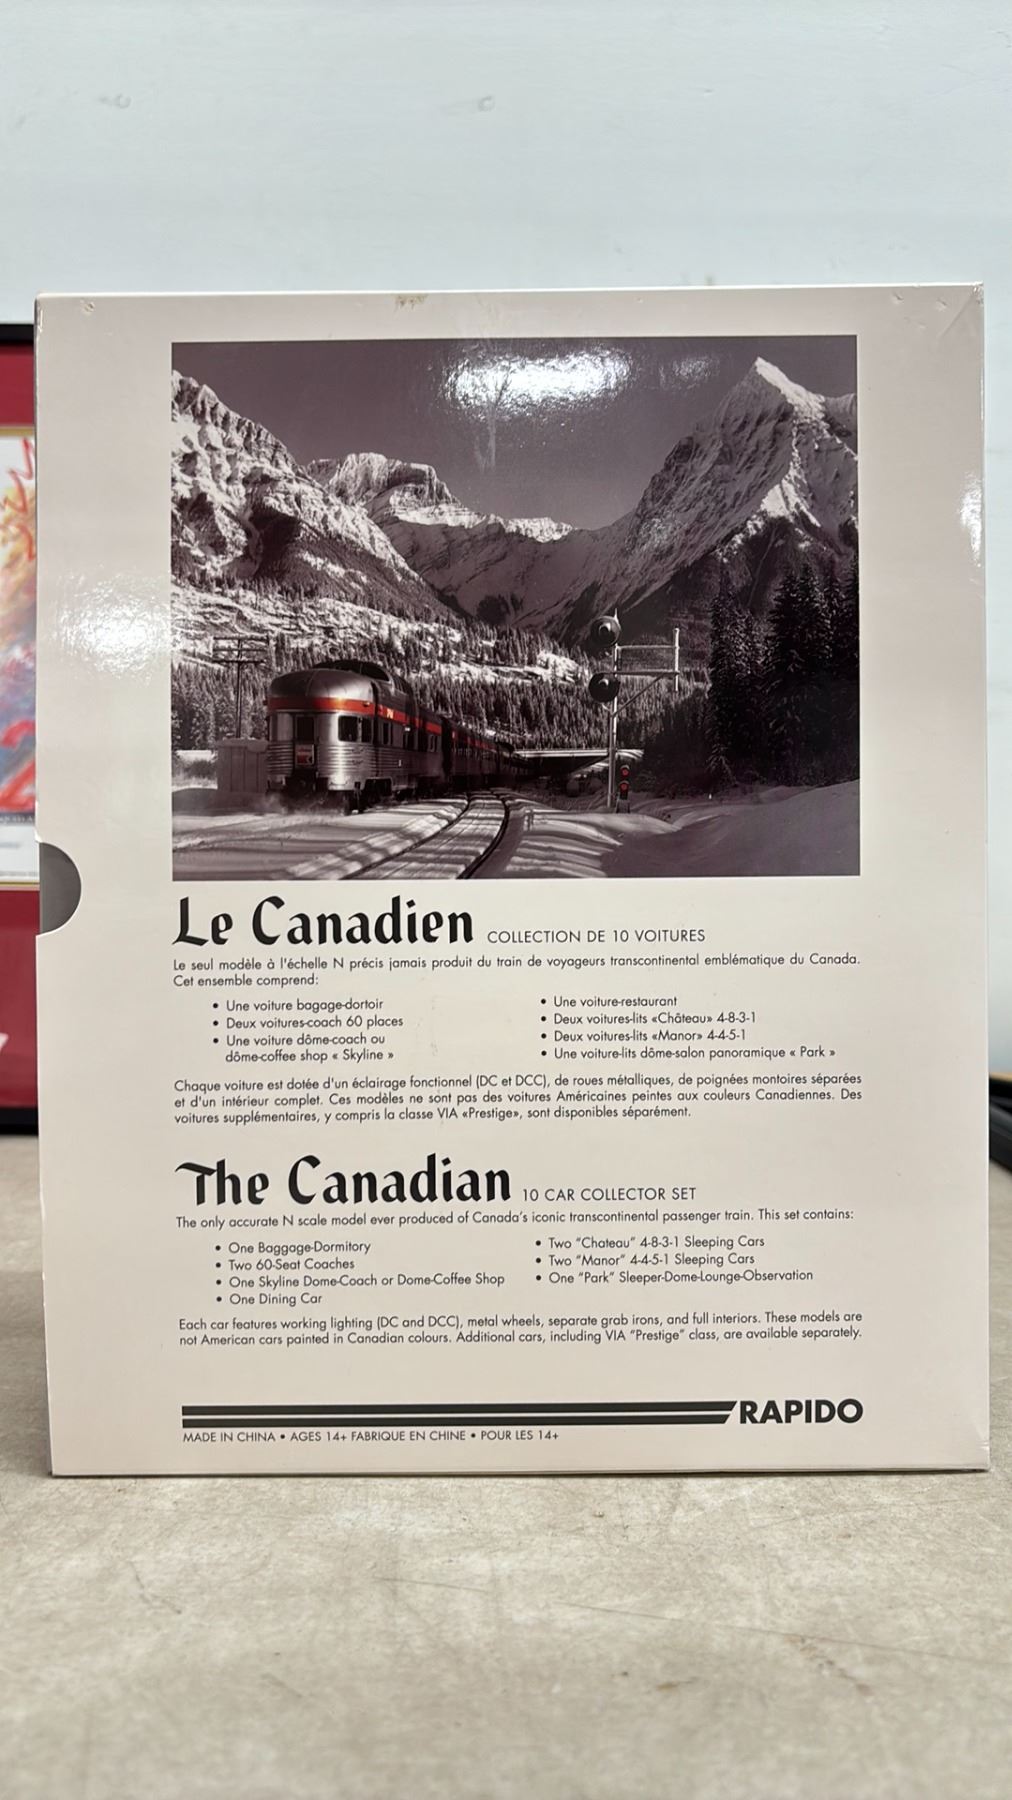 Le Canadien COLLECTION DE 10 VOITURES
Le seul modèle à l'échelle N précis jamais produit du train de voyageurs transcontinental emblématique du Canada.
Cet ensemble comprend:
• Une voiture bagage-dortoir
• Deux voitures-coach 60 places
• Une voiture dôme-coach ou
dôme-coffee shop « Skyline »
• Une voiture-restaurant
• Deux voitures-lits «Château» 4-8-3-1
• Deux voitures-lits «Manor» 4-4-5-1
• Une voiture-lits dôme-salon panoramique « Park »
Chaque voiture est dotée d'un éclairage fonctionnel (DC et DCC), de roues métalliques, de poignées montoires séparées
et d'un intérieur complet. Ces modèles ne sont pas des voitures Américaines peintes aux couleurs Canadiennes. Des
voitures supplémentaires, y compris la classe VIA «Prestige», sont disponibles séparément.
The Canadian 10 CAR COLLECTOR SET
The only accurate N scale model ever produced of Canada's iconic transcontinental passenger train. This set contains:
• One Baggage-Dormitory
• Two 60-Seat Coaches
• One Skyline Dome-Coach or Dome-Coffee Shop
• One Dining Car
• Two "Chateau" 4-8-3-1 Sleeping Cars
• Two "Manor" 4-4-5-1 Sleeping Cars
• One "Park" Sleeper-Dome-Lounge-Observation
Each car features working lighting (DC and DCC), metal wheels, separate grab irons, and full interiors. These models are
not American cars painted in Canadian colours. Additional cars, including VIA "Prestige" class, are available separately.
RAPIDO
MADE IN CHINA • AGES 14+ FABRIQUE EN CHINE • POUR LES 14+